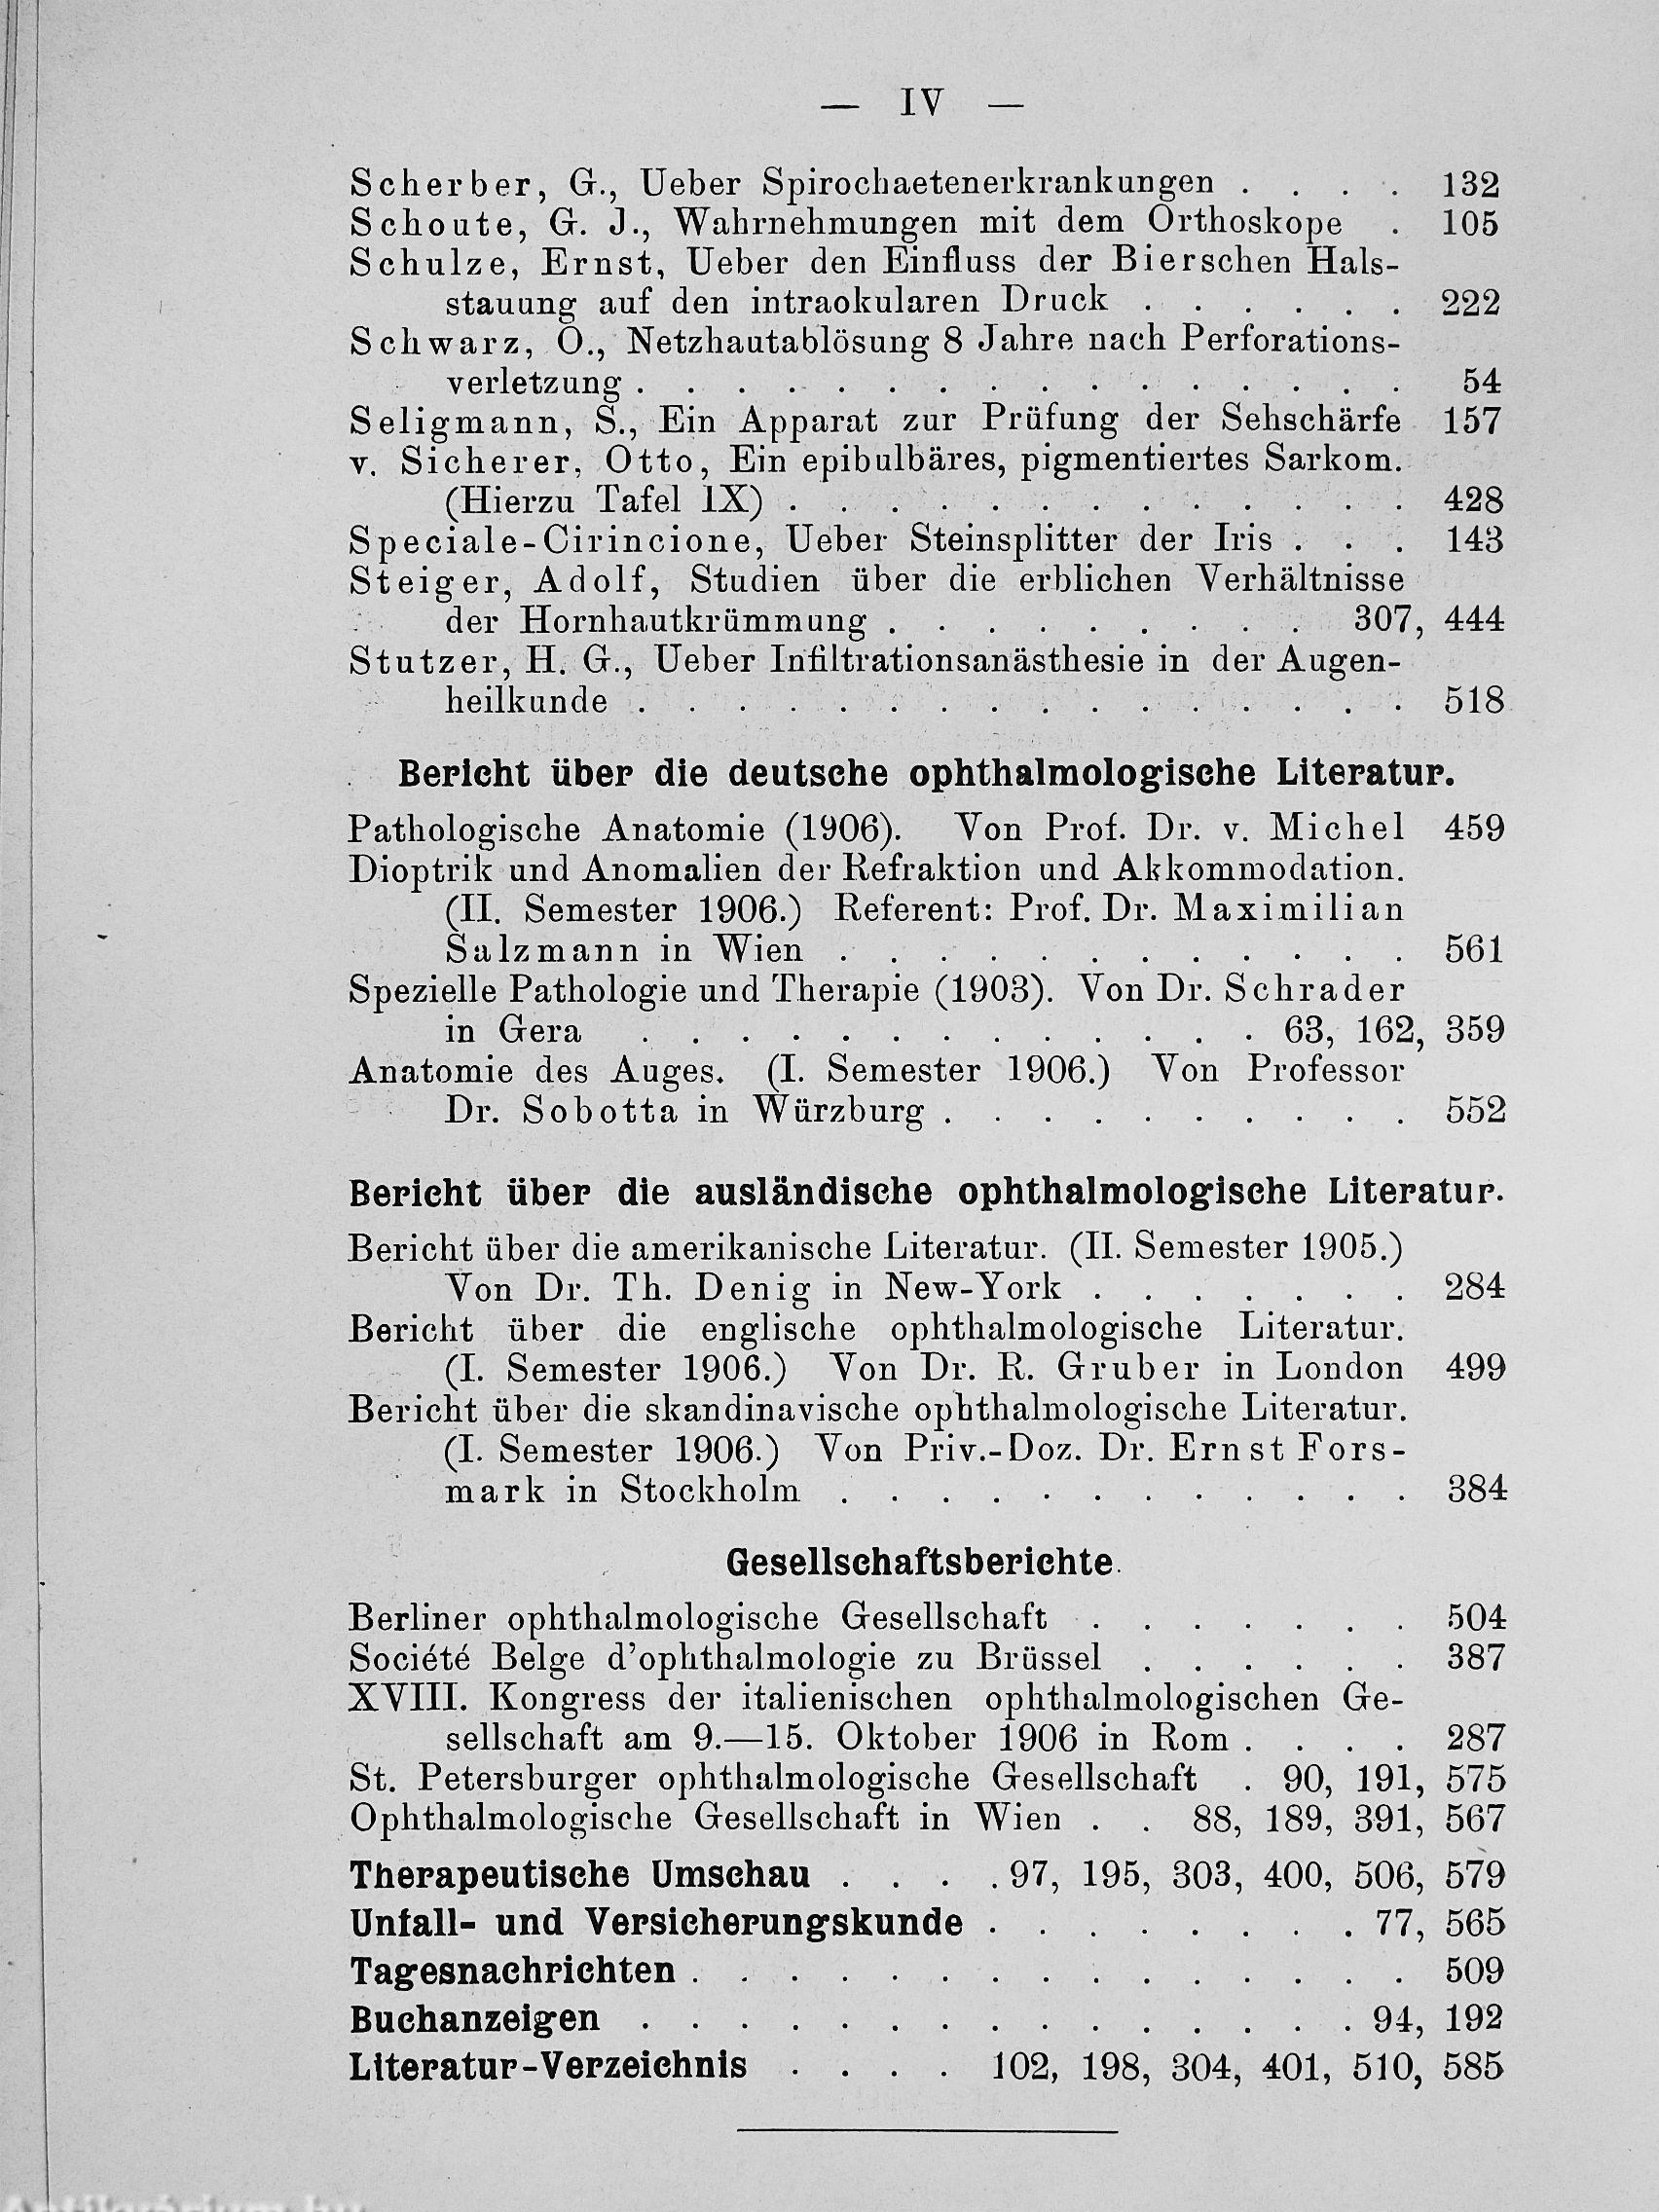 — IV —
Scherber, G., Ueber Spirochaetenerkrankungen . . . . 132
Schoute, G. J., Wahrnehmungen mit dem Orthoskope . 105
Schulze, Ernst, Ueber den Einfluss der Bierschen Hals-
stauung auf den intraokularen Druck . . . . . . 222
Schwarz, O., Netzhautablösung 8 Jahre nach Perforations-
verletzung . . . . . . . . . . . . . . . . 54
Seligmann, S., Ein Apparat zur Prüfung der Sehschärfe 157
v. Sicherer, Otto, Ein epibulbäres, pigmentiertes Sarkom.
(Hierzu Tafel IX) . . . . . . . . . . . . . 428
Speciale-Cirincione, Ueber Steinsplitter der Iris . . . 143
Steiger, Adolf, Studien über die erblichen Verhältnisse
der Hornhautkrümmung . . . . . . . . . 307, 444
Stutzer, H. G., Ueber Infiltrationsanästhesie in der Augen-
heilkunde . . . . . . . . . . . . . . . . 518
Bericht über die deutsche ophthalmologische Literatur.
Pathologische Anatomie (1906). Von Prof. Dr. v. Michel 459
Dioptrik und Anomalien der Refraktion und Akkommodation.
(II. Semester 1906.) Referent: Prof. Dr. Maximilian
Salzmann in Wien . . . . . . . . . . . . 561
Spezielle Pathologie und Therapie (1903). Von Dr. Schrader
in Gera . . . . . . . . . . . . . 63, 162, 359
Anatomie des Auges. (I. Semester 1906.) Von Professor
Dr. Sobotta in Würzburg . . . . . . . . . . 552
Bericht über die ausländische ophthalmologische Literatur.
Bericht über die amerikanische Literatur. (II. Semester 1905.)
Von Dr. Th. Denig in New-York . . . . . . . 284
Bericht über die englische ophthalmologische Literatur.
(I. Semester 1906.) Von Dr. R. Gruber in London 499
Bericht über die skandinavische ophthalmologische Literatur.
(I. Semester 1906.) Von Priv.-Doz. Dr. Ernst Fors-
mark in Stockholm . . . . . . . . . . . . 384
Gesellschaftsberichte.
Berliner ophthalmologische Gesellschaft . . . . . . . 504
Société Belge d'ophthalmologie zu Brüssel . . . . . . 387
XVIII. Kongress der italienischen ophthalmologischen Ge-
sellschaft am 9.—15. Oktober 1906 in Rom . . . . 287
St. Petersburger ophthalmologische Gesellschaft . 90, 191, 575
Ophthalmologische Gesellschaft in Wien . . 88, 189, 391, 567
Therapeutische Umschau . . . . 97, 195, 303, 400, 506, 579
Unfall- und Versicherungskunde . . . . . . . . 77, 565
Tagesnachrichten . . . . . . . . . . . . . . . 509
Buchanzeigen . . . . . . . . . . . . . . . 94, 192
Literatur-Verzeichnis . . . . 102, 198, 304, 401, 510, 585